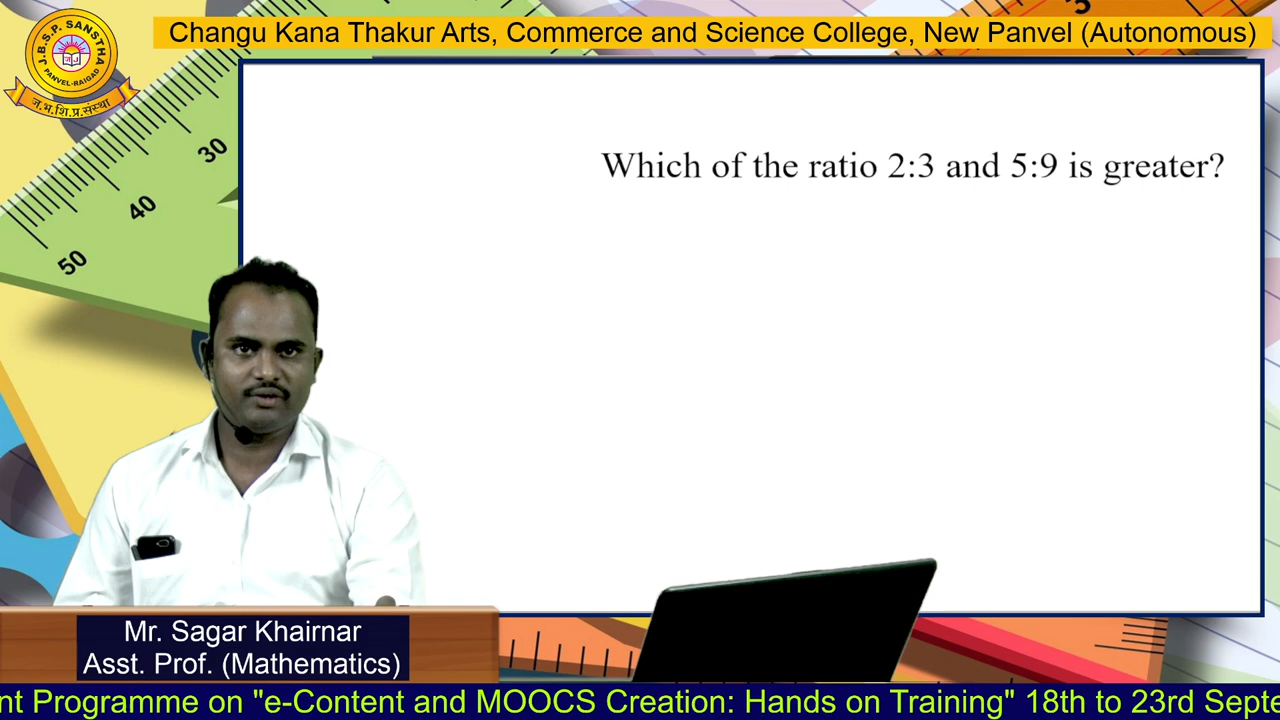 Changu Kana Thakur Arts, Commerce and Science College, New Panvel (Autonomous)
J.B.S.P. SANSTHA
PANVEL-RAIGAD
ज.भ.शि.प्र.संस्था
3
30
40
50
Which of the ratio 2:3 and 5:9 is greater?
Mr. Sagar Khairnar
Asst. Prof. (Mathematics)
nt Programme on "e-Content and MOOCS Creation: Hands on Training" 18th to 23rd Septe